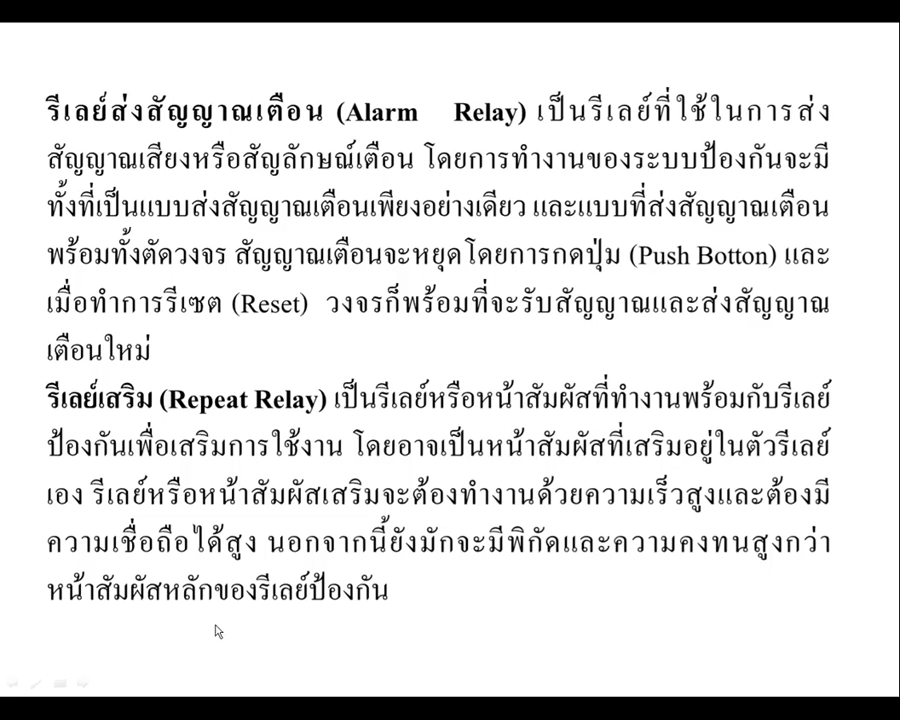 รีเลย์ส่งสัญญาณเตือน (Alarm Relay) เป็นรีเลย์ที่ใช้ในการส่ง
สัญญาณเสียงหรือสัญลักษณ์เตือน โดยการทำงานของระบบป้องกันจะมี
ทั้งที่เป็นแบบส่งสัญญาณเตือนเพียงอย่างเดียว และแบบที่ส่งสัญญาณเตือน
พร้อมทั้งตัดวงจร สัญญาณเตือนจะหยุดโดยการกดปุ่ม (Push Botton) และ
เมื่อทำการรีเซต (Reset) วงจรก็พร้อมที่จะรับสัญญาณและส่งสัญญาณ
เตือนใหม่
รีเลย์เสริม (Repeat Relay) เป็นรีเลย์หรือหน้าสัมผัสที่ทำงานพร้อมกับรีเลย์
ป้องกันเพื่อเสริมการใช้งาน โดยอาจเป็นหน้าสัมผัสที่เสริมอยู่ในตัวรีเลย์
เอง รีเลย์หรือหน้าสัมผัสเสริมจะต้องทำงานด้วยความเร็วสูงและต้องมี
ความเชื่อถือได้สูง นอกจากนี้ยังมักจะมีพิกัดและความคงทนสูงกว่า
หน้าสัมผัสหลักของรีเลย์ป้องกัน